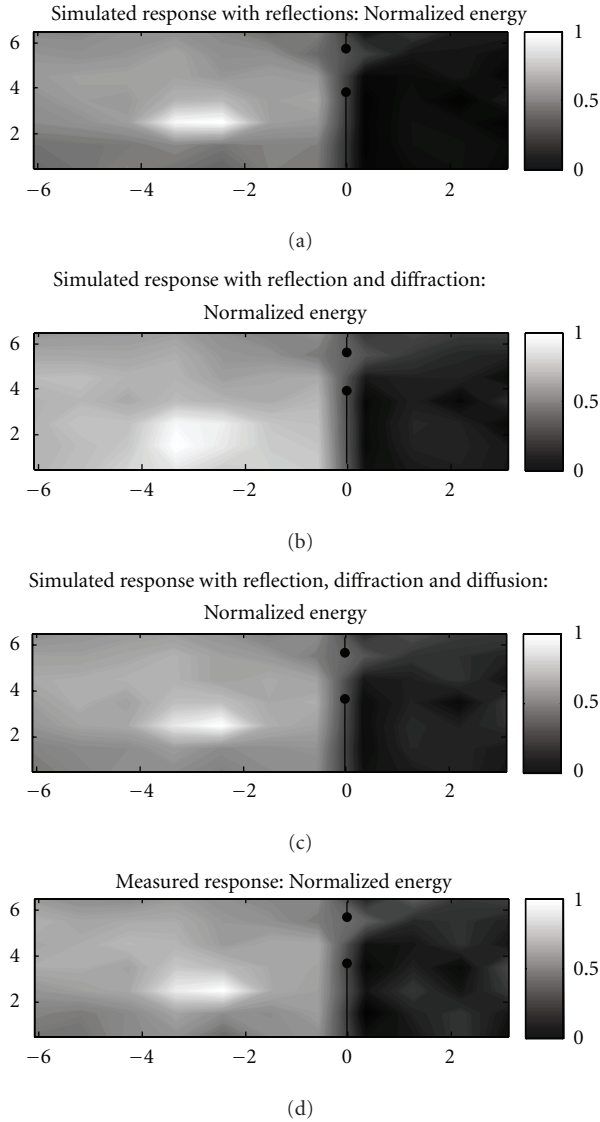 Simulated response with reflections: Normalized energy
6
4
2
−6 −4 −2 0 2
1
0.5
0
(a)
Simulated response with reflection and diffraction:
Normalized energy
6
4
2
−6 −4 −2 0 2
1
0.5
0
(b)
Simulated response with reflection, diffraction and diffusion:
Normalized energy
6
4
2
−6 −4 −2 0 2
1
0.5
0
(c)
Measured response: Normalized energy
6
4
2
−6 −4 −2 0 2
1
0.5
0
(d)